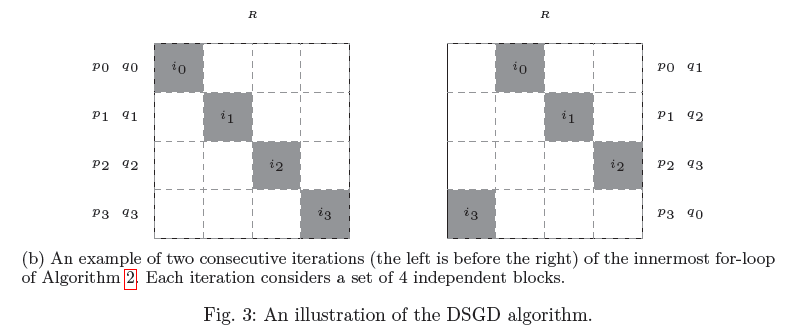 R R
p0 q0 i0 i0 p0 q1
p1 q1 i1 i1 p1 q2
p2 q2 i2 i2 p2 q3
p3 q3 i3 i3 p3 q0
(b) An example of two consecutive iterations (the left is before the right) of the innermost for-loop
of Algorithm 2. Each iteration considers a set of 4 independent blocks.
Fig. 3: An illustration of the DSGD algorithm.